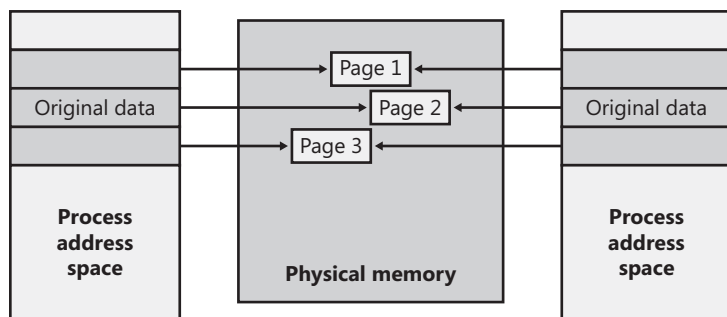 Page 1
Original data
Page 2
Original data
Page 3
Process
address
space
Physical memory
Process
address
space